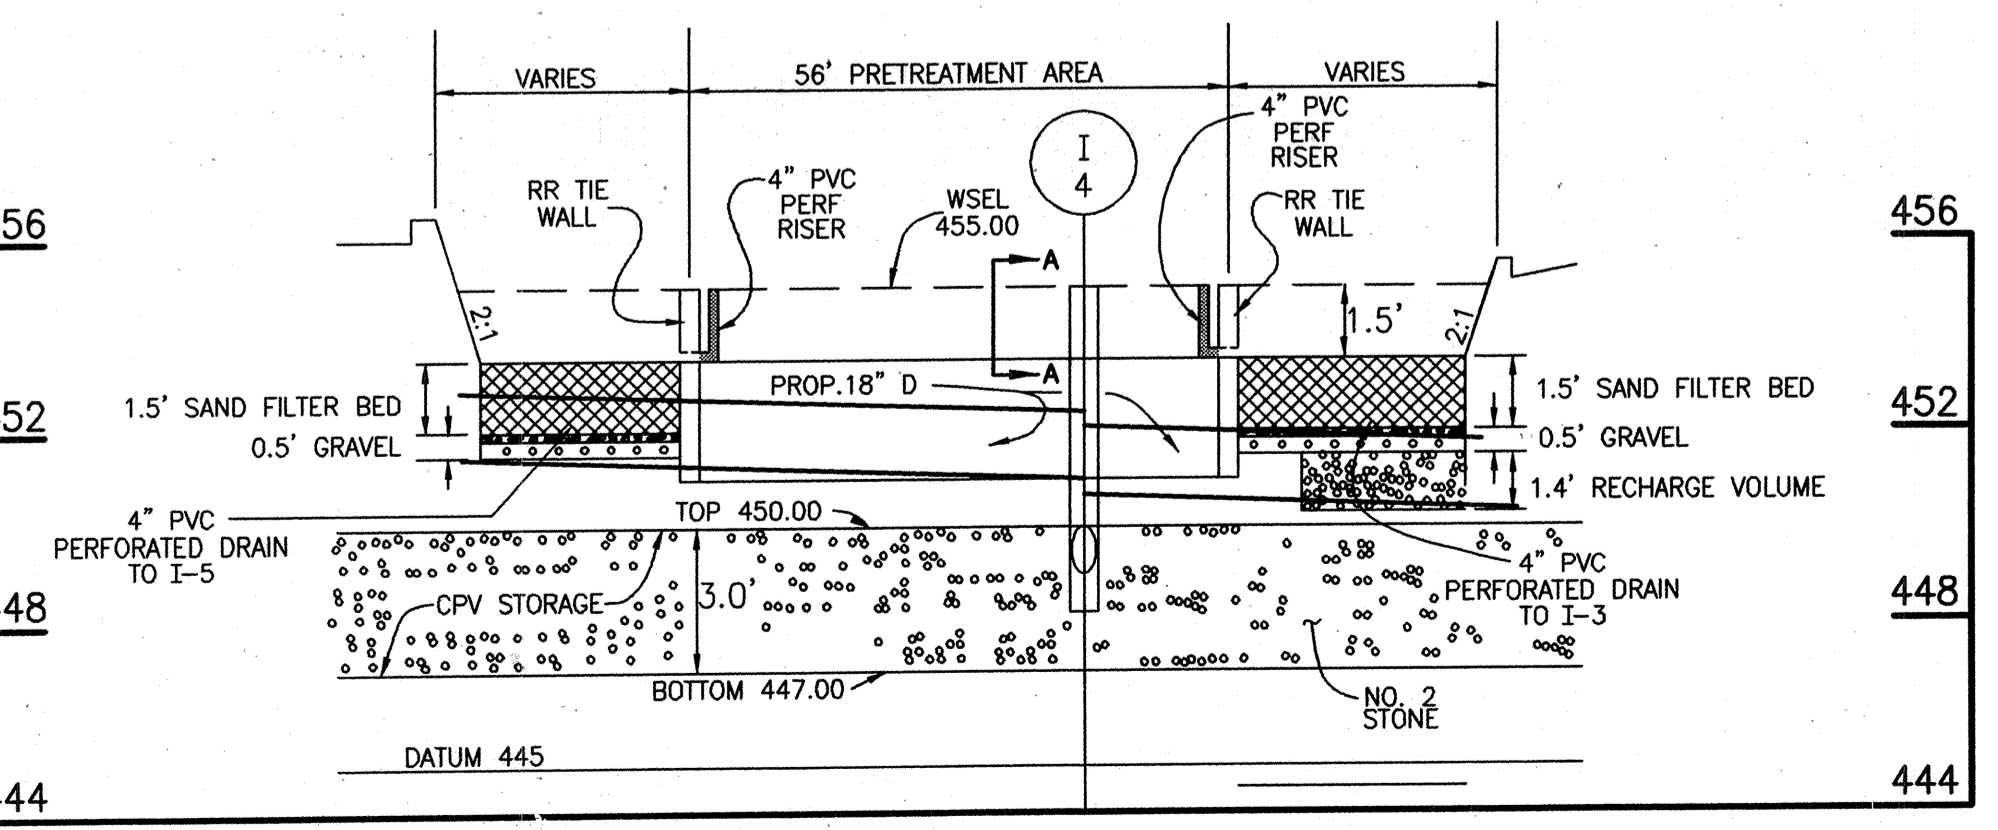 VARIES
56' PRETREATMENT AREA
VARIES
4" PVC
PERF
RISER
I
4
RR TIE
WALL
4" PVC
PERF
RISER
WSEL
455.00
RR TIE
WALL
56
456
A
2:1
1.5'
2:1
A
PROP.18" D
1.5' SAND FILTER BED
0.5' GRAVEL
1.5' SAND FILTER BED
0.5' GRAVEL
1.4' RECHARGE VOLUME
52
452
4" PVC
PERFORATED DRAIN
TO I-5
TOP 450.00
CPV STORAGE
3.0'
4" PVC
PERFORATED DRAIN
TO I-3
48
448
BOTTOM 447.00
NO. 2
STONE
DATUM 445
44
444